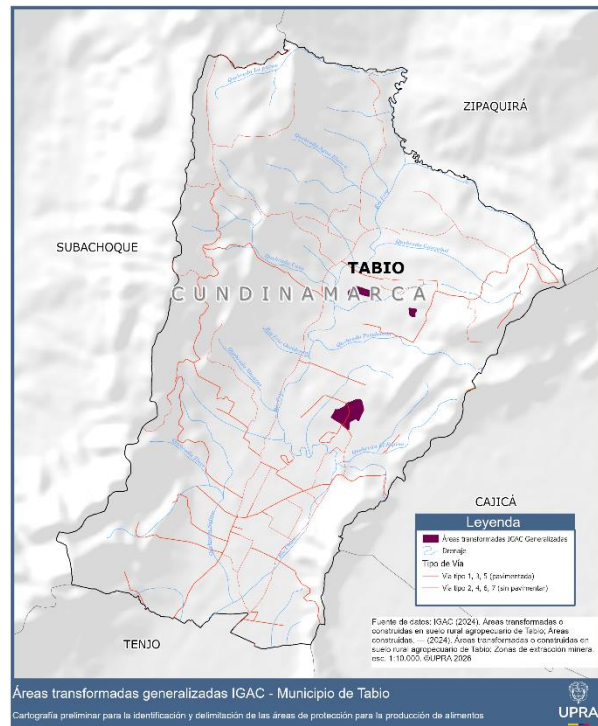 ZIPAQUIRÁ
SUBACHOQUE
TABIO
CUNDINAMARCA
CAJICÁ
TENJO
Leyenda
Áreas transformadas IGAC Generalizadas
Drenaje
Tipo de Vía
Vía tipo 1, 3, 5 (pavimentada)
Vía tipo 2, 4, 6, 7 (sin pavimentar)
Fuente de datos: IGAC (2024). Áreas transformadas o
construidas en suelo rural agropecuario de Tabio; Áreas
construidas. --- (2024). Áreas transformadas o construidas en
suelo rural agropecuario de Tabio; Zonas de extracción minera.
esc. 1:10.000. ©UPRA 2026
Áreas transformadas generalizadas IGAC - Municipio de Tabio
Cartografía preliminar para la identificación y delimitación de las áreas de protección para la producción de alimentos
UPRA